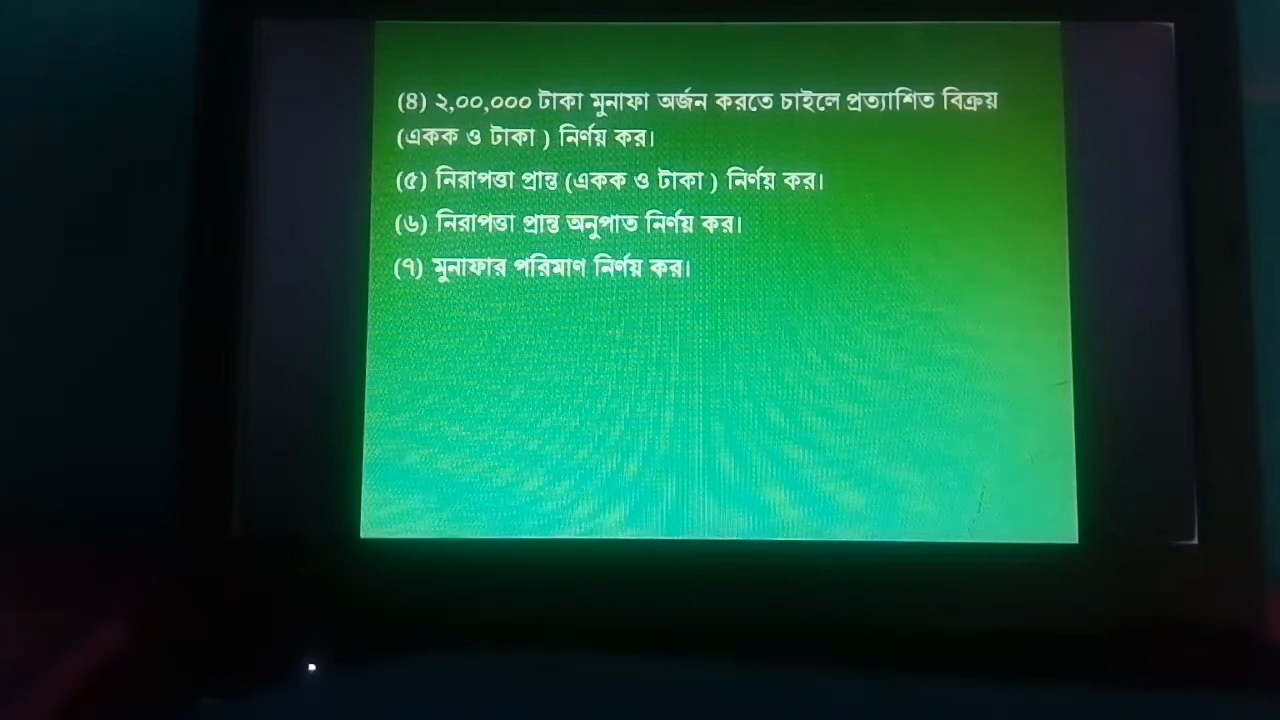 (৪) ২,০০,০০০ টাকা মুনাফা অর্জন করতে চাইলে প্রত্যাশিত বিক্রয়
(একক ও টাকা ) নির্ণয় কর।
(৫) নিরাপত্তা প্রান্ত (একক ও টাকা ) নির্ণয় কর।
(৬) নিরাপত্তা প্রান্ত অনুপাত নির্ণয় কর।
(৭) মুনাফার পরিমাণ নির্ণয় কর।